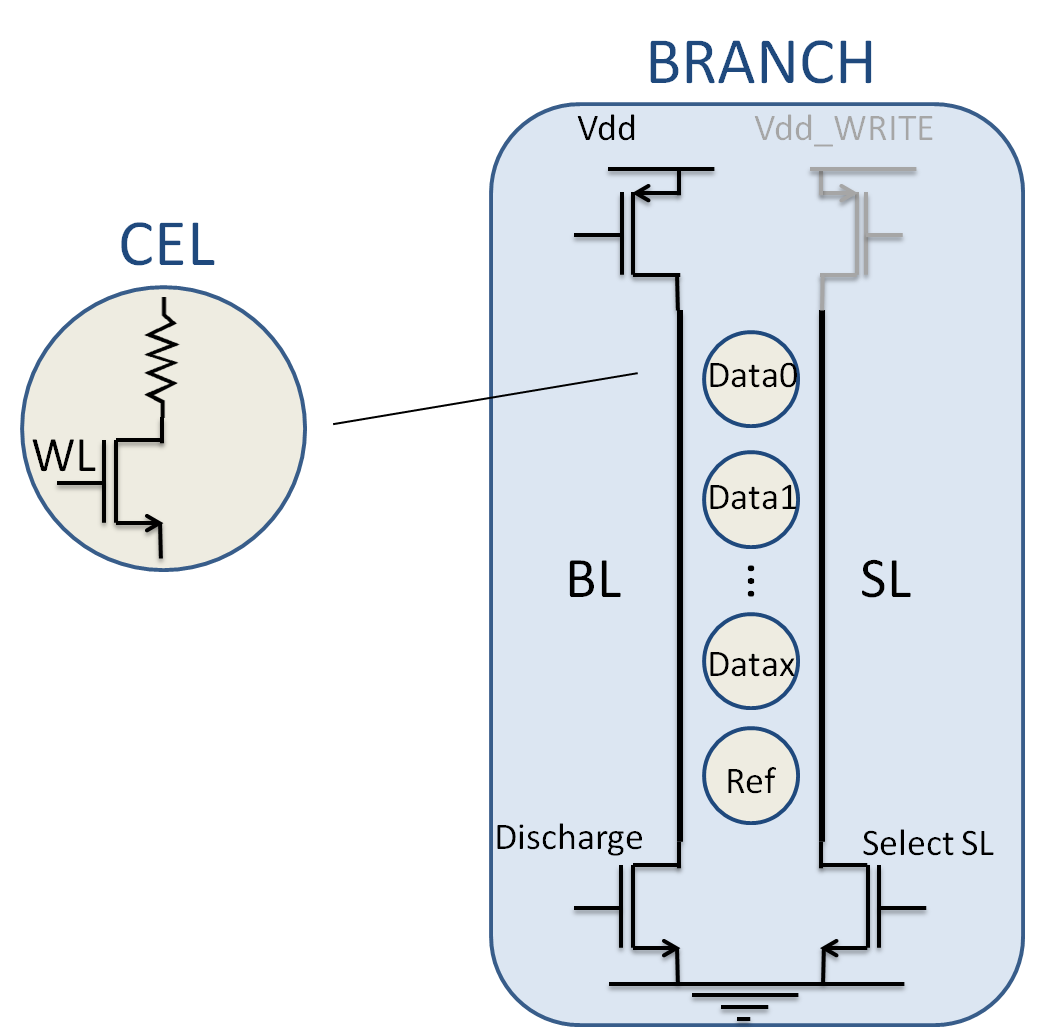 BRANCH
Vdd
Vdd_WRITE
CEL
WL
Data0
Data1
BL
SL
Datax
Ref
Discharge
Select SL